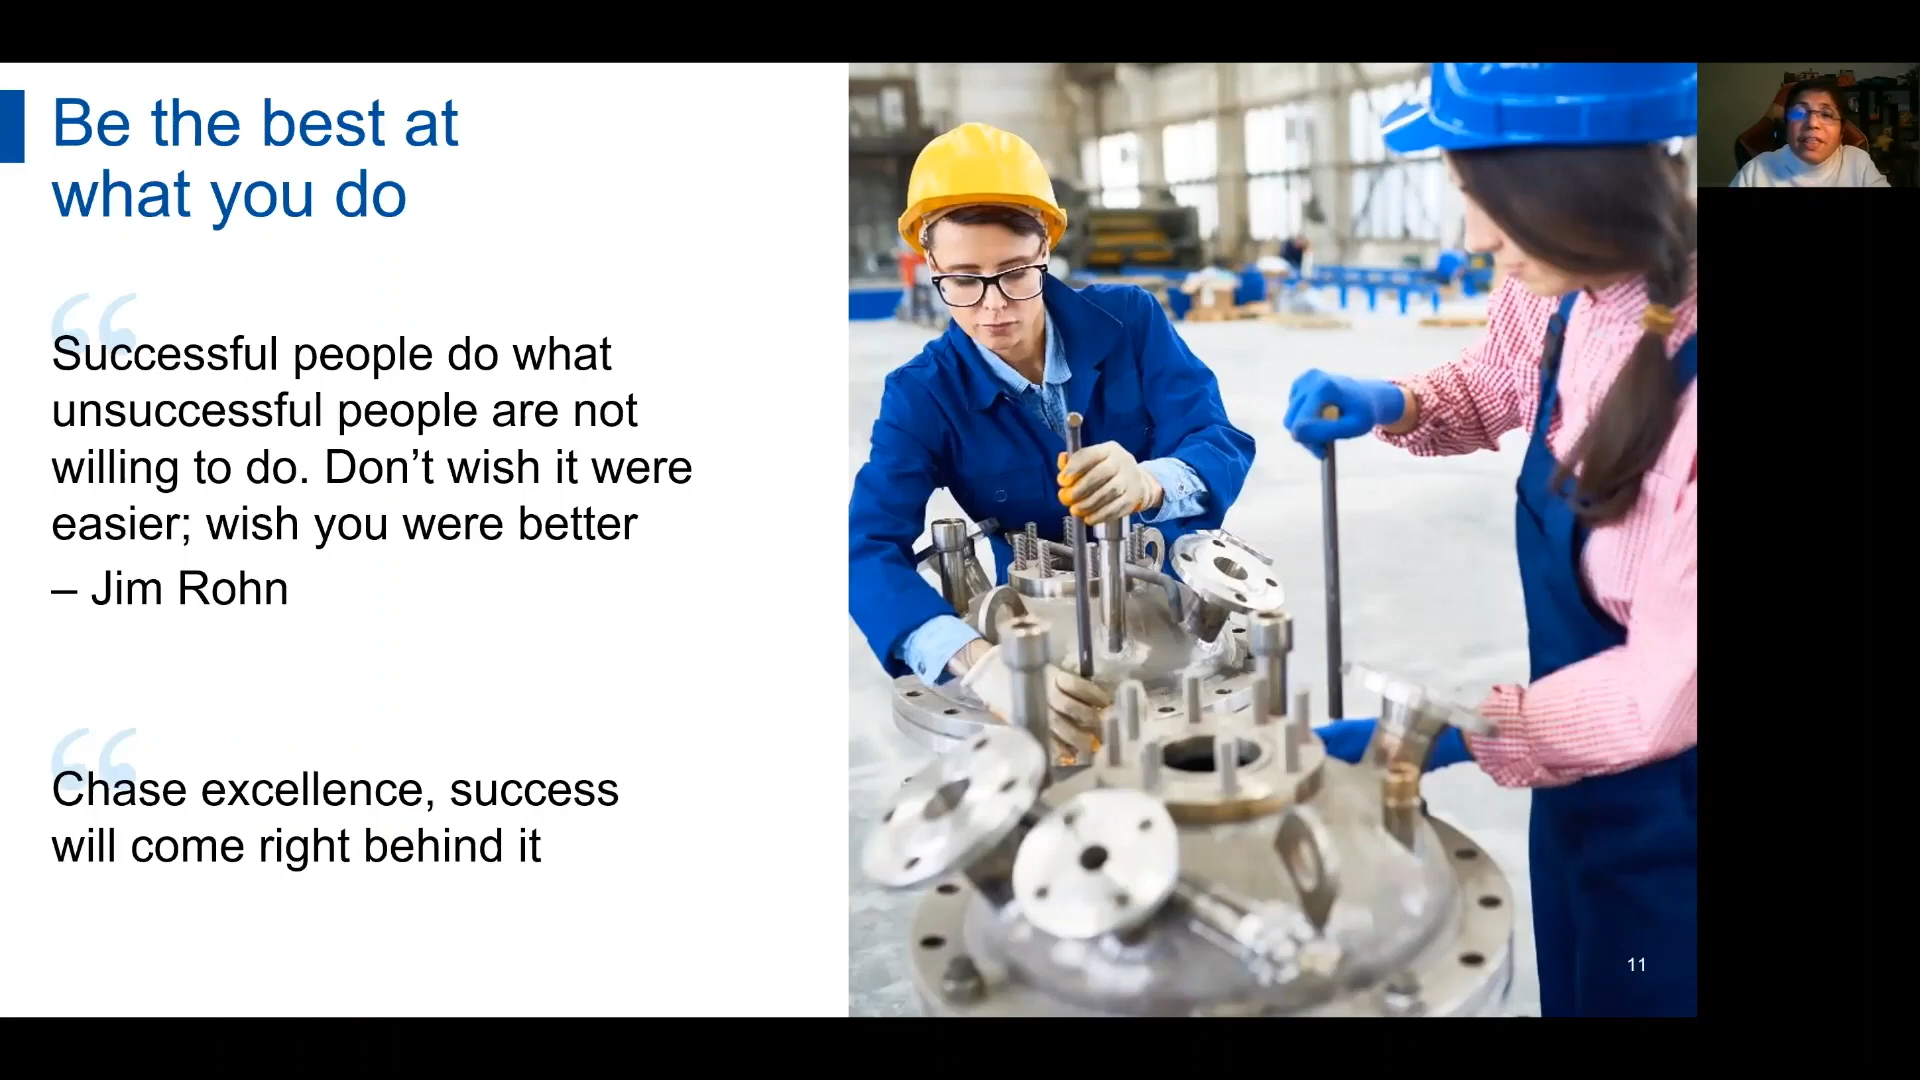 Be the best at
what you do
“
Successful people do what
unsuccessful people are not
willing to do. Don’t wish it were
easier; wish you were better
– Jim Rohn
“
Chase excellence, success
will come right behind it
11